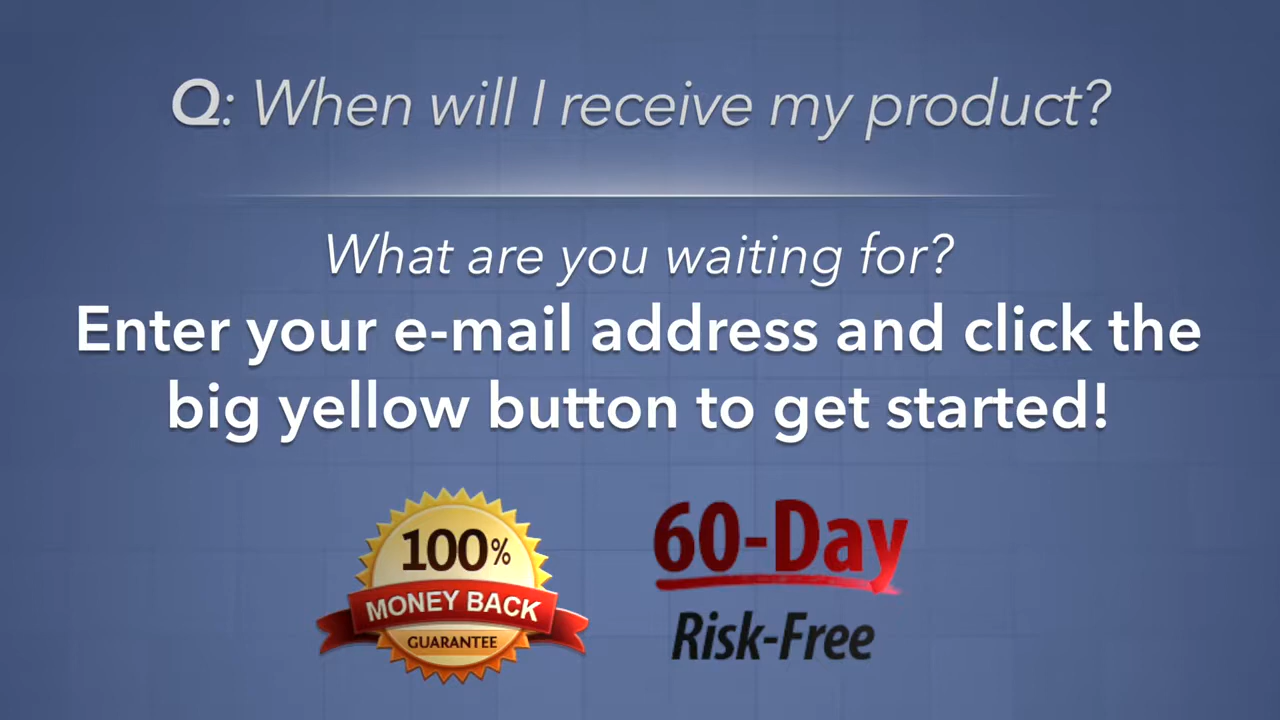 Q: When will I receive my product?
What are you waiting for?
Enter your e-mail address and click the
big yellow button to get started!
100%
MONEY BACK
GUARANTEE
60-Day
Risk-Free